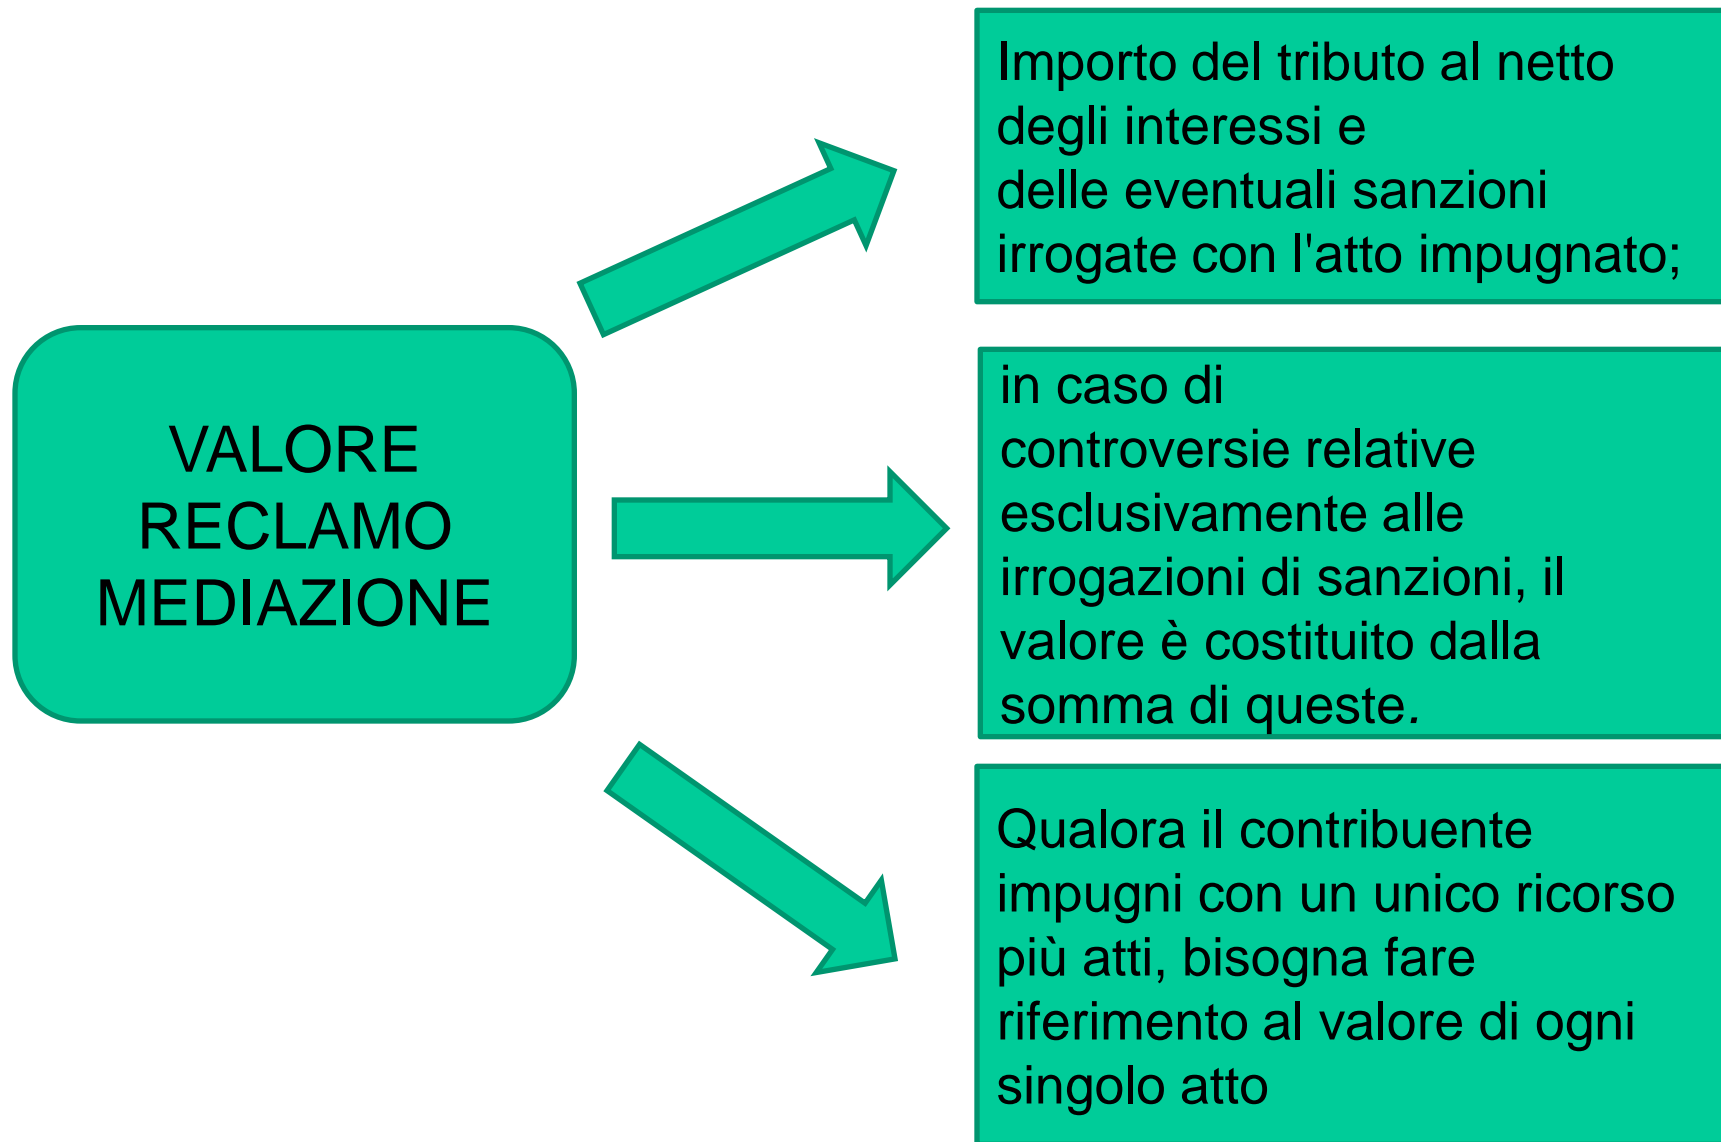 VALORE
RECLAMO
MEDIAZIONE
Importo del tributo al netto
degli interessi e
delle eventuali sanzioni
irrogate con l'atto impugnato;
in caso di
controversie relative
esclusivamente alle
irrogazioni di sanzioni, il
valore è costituito dalla
somma di queste.
Qualora il contribuente
impugni con un unico ricorso
più atti, bisogna fare
riferimento al valore di ogni
singolo atto